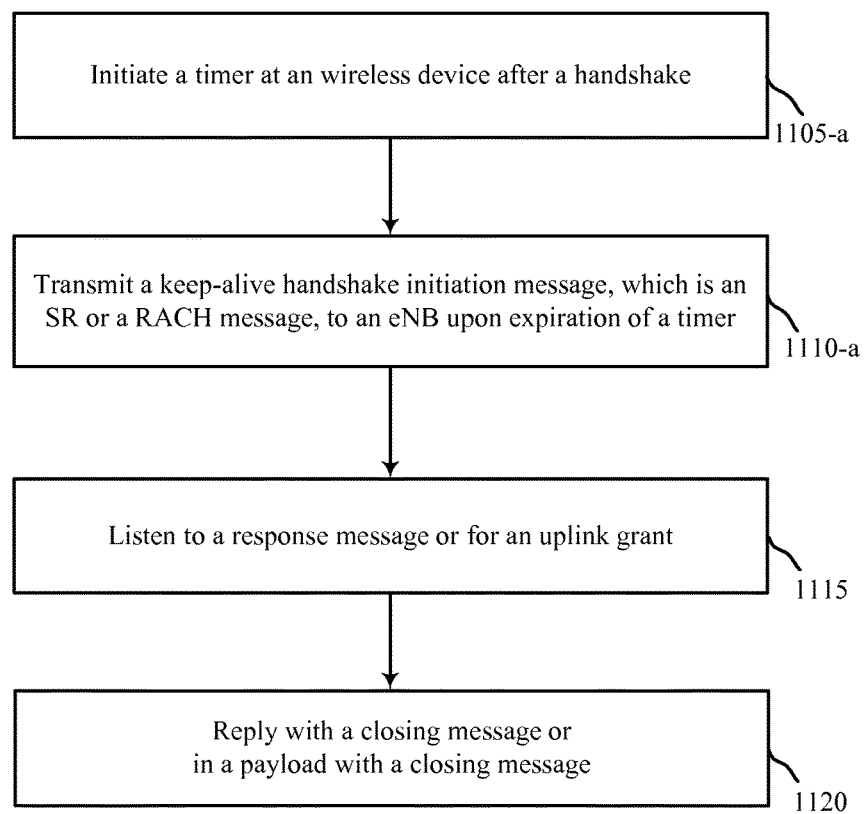 Initiate a timer at an wireless device after a handshake
1105-a
Transmit a keep-alive handshake initiation message, which is an
SR or a RACH message, to an eNB upon expiration of a timer
1110-a
Listen to a response message or for an uplink grant
1115
Reply with a closing message or
in a payload with a closing message
1120